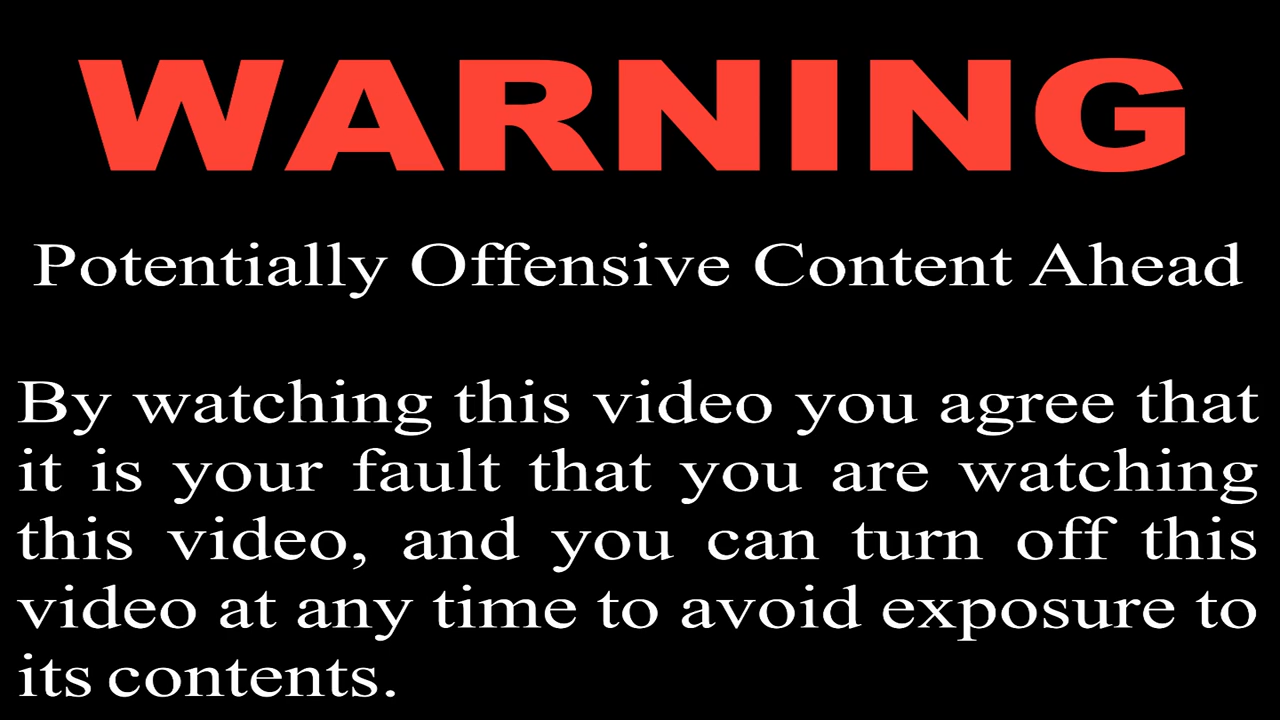 WARNING
Potentially Offensive Content Ahead
By watching this video you agree that
it is your fault that you are watching
this video, and you can turn off this
video at any time to avoid exposure to
its contents.